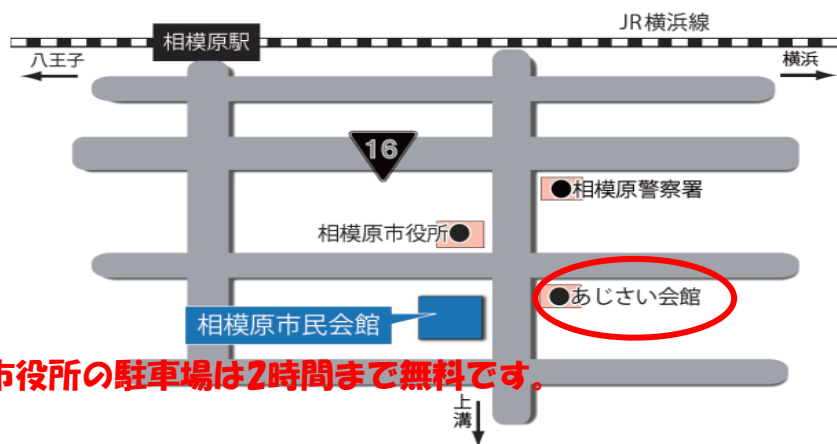 JR横浜線
相模原駅
八王子
横浜
16
相模原警察署
相模原市役所
あじさい会館
相模原市民会館
市役所の駐車場は2時間まで無料です。
上溝